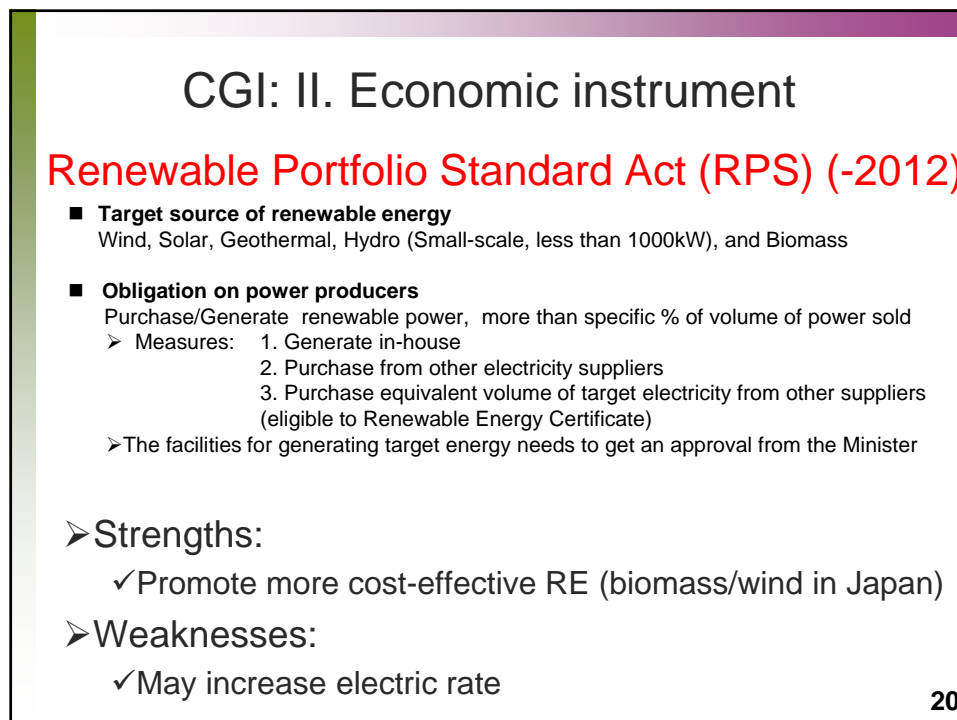 CGI: II. Economic instrument
Renewable Portfolio Standard Act (RPS) (-2012)
■ Target source of renewable energy
Wind, Solar, Geothermal, Hydro (Small-scale, less than 1000kW), and Biomass
■ Obligation on power producers
Purchase/Generate renewable power, more than specific % of volume of power sold
➢ Measures: 1. Generate in-house
2. Purchase from other electricity suppliers
3. Purchase equivalent volume of target electricity from other suppliers
(eligible to Renewable Energy Certificate)
➢The facilities for generating target energy needs to get an approval from the Minister
➢Strengths:
✓Promote more cost-effective RE (biomass/wind in Japan)
➢Weaknesses:
✓May increase electric rate
20